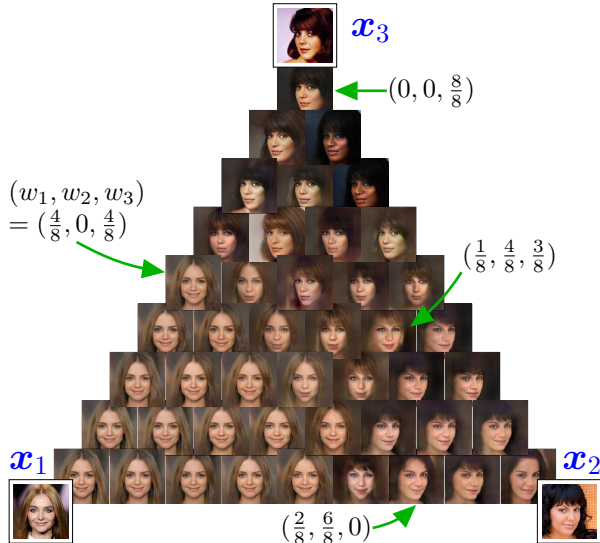 x₃
(0, 0, 8/8)
(w₁, w₂, w₃)
= (4/8, 0, 4/8)
(1/8, 4/8, 3/8)
x₁
x₂
(2/8, 6/8, 0)